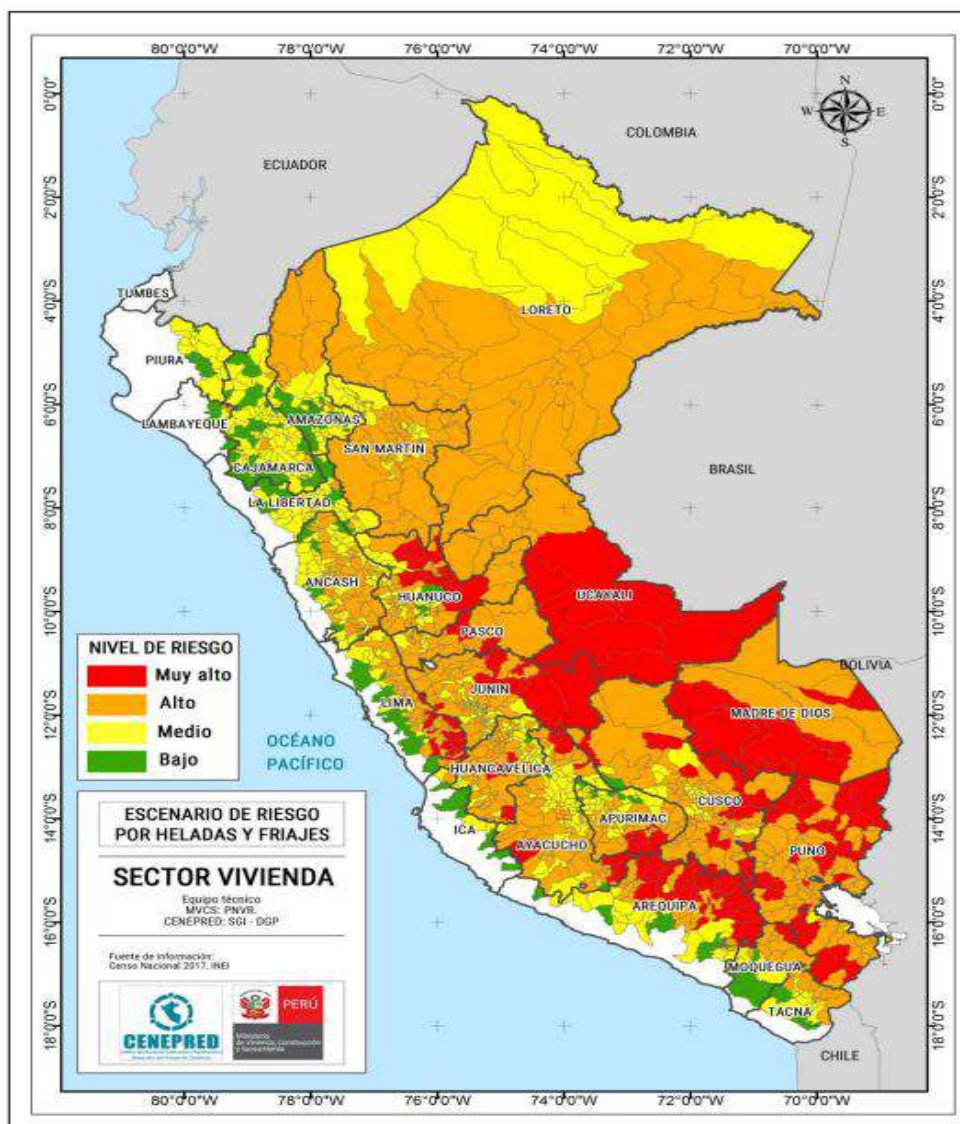 80°0'0"W 78°0'0"W 76°0'0"W 74°0'0"W 72°0'0"W 70°0'0"W
0°0'0" 0°0'0"
2°0'0"S 2°0'0"S
4°0'0"S 4°0'0"S
6°0'0"S 6°0'0"S
8°0'0"S 8°0'0"S
10°0'0"S 10°0'0"S
12°0'0"S 12°0'0"S
14°0'0"S 14°0'0"S
16°0'0"S 16°0'0"S
18°0'0"S 18°0'0"S
N
W E
S
COLOMBIA
ECUADOR
TUMBES
LORETO
PIURA
LAMBAYEQUE
AMAZONAS
SAN MARTIN
CAJAMARCA
BRASIL
LA LIBERTAD
ANCASH
HUANUCO
UCAYALI
PASCO
BOLIVIA
JUNIN
LIMA
MADRE DE DIOS
HUANCAVELICA
CUSCO
APURIMAC
ICA
AYACUCHO
PUNO
AREQUIPA
MOQUEGUA
TACNA
CHILE
OCÉANO
PACÍFICO
NIVEL DE RIESGO
Muy alto
Alto
Medio
Bajo
ESCENARIO DE RIESGO
POR HELADAS Y FRIAJES
SECTOR VIVIENDA
Equipo técnico
MVCS: PNVR.
CENEPRED: SGI - DGP
Fuente de información:
Censo Nacional 2017, INEI
CENEPRED
PERÚ
Ministerio
de Vivienda, Construcción
y Saneamiento
80°0'0"W 78°0'0"W 76°0'0"W 74°0'0"W 72°0'0"W 70°0'0"W